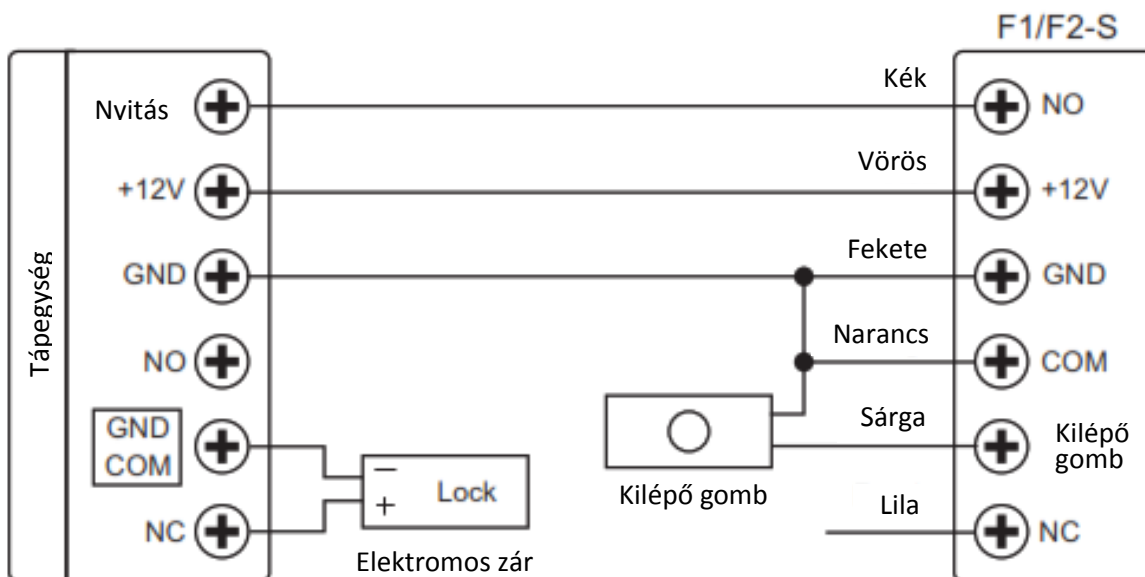 F1/F2-S
Tápegység
Nvitás
Kék
NO
+12V
Vörös
+12V
GND
Fekete
GND
NO
Narancs
COM
GND
COM
Sárga
Kilépő
gomb
− Lock
+
Kilépő gomb
NC
Lila
NC
Elektromos zár